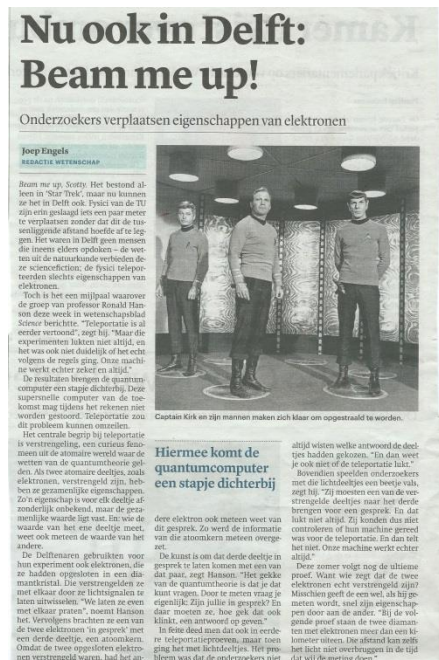 Nu ook in Delft:
Beam me up!
Onderzoekers verplaatsen eigenschappen van elektronen
Joep Engels
REDACTIE WETENSCHAP
Beam me up, Scotty. Het bestond al-
leen in 'Star Trek', maar nu kunnen
ze het in Delft ook. Fysici van de TU
zijn erin geslaagd iets een paar meter
te verplaatsen zonder dat dit de tus-
senliggende afstand hoefde af te leg-
gen. Het waren in Delft geen mensen
die ineens elders opdoken – de wet-
ten uit de natuurkunde verbieden de-
ze sciencefiction; de fysici teleporteer-
den slechts eigenschappen van
elektronen.
Toch is het een mijlpaal waarover
de groep van professor Ronald Han-
son deze week in wetenschapsblad
Science berichtte. "Teleportatie is al
eerder vertoond", zegt hij. "Maar die
experimenten lukten niet altijd, en
het was ook niet duidelijk of het echt
volgens de regels ging. Onze machi-
ne werkt echter zeker en altijd."
De resultaten brengen de quantum-
computer een stapje dichterbij. Deze
supersnelle computer van de toe-
komst mag tijdens het rekenen niet
worden gestoord. Teleportatie zou
dit probleem kunnen omzeilen.
Het centrale begrip bij teleportatie
is verstrengeling, een curieus feno-
meen uit de atomaire wereld waar de
wetten van de quantumtheorie gel-
den. Als twee atomaire deeltjes, zoals
elektronen, verstrengeld zijn, heb-
ben ze gezamenlijke eigenschappen.
Zo'n eigenschap is voor elk deeltje af-
zonderlijk onbekend, maar de geza-
menlijke waarde ligt vast. En: wie de
waarde van het ene deeltje meet,
weet ook meteen de waarde van het
andere.
De Delftenaren gebruikten voor
hun experiment ook elektronen, die
ze hadden opgesloten in een dia-
mantkristal. Die verstrengelden ze
met elkaar door ze lichtsignalen te
laten uitwisselen. "We laten ze even
met elkaar praten", noemt Hanson
het. Vervolgens brachten ze een van
de twee elektronen 'in gesprek' met
een derde deeltje, een atoomkern.
Omdat de twee opgesloten elektro-
nen verstrengeld waren, had het an-
Captain Kirk en zijn mannen maken zich klaar om opgestraald te worden.
Hiermee komt de
quantumcomputer
een stapje dichterbij
dere elektron ook meteen weet van dit
gesprek. Zo werd de informatie
van die atoomkern meteen overge-
zet.
De kunst is om dat derde deeltje in
gesprek te laten komen met een van
dat paar, zegt Hanson. "Het gekke
van de quantumtheorie is dat je dat
kunt vragen. Door te meten vraag je
eigenlijk: Zijn jullie in gesprek? En
daar moeten ze, hoe gek dat ook
klinkt, een antwoord op geven."
In feite deed men dat ook in eerde-
re teleportatieproeven, maar lang
niet altijd lukte het. Het pro-
bleem was dat de onderzoekers niet
altijd wisten welke antwoord de deel-
tjes hadden gekozen. "En dan weet
je ook niet of de teleportatie lukt."
Bovendien speelden onderzoekers
met die lichtdeeltjes een beetje vals,
zegt hij. "Zij moesten een van de ver-
strengelde deeltjes naar het derde
brengen voor een gesprek. En dat
lukt niet altijd. Zij konden dus niet
controleren of hun machine gereed
was voor de teleportatie. En dan telt
het niet. Onze machine werkt echter
altijd."
Deze zomer volgt nog de ultieme
proef. Want wie zegt dat de twee
elektronen echt verstrengeld zijn?
Misschien geeft de een wel, als hij ge-
meten wordt, snel zijn eigenschap-
pen door aan de ander. "Bij de vol-
gende proef staan de twee diaman-
ten met elektronen meer dan een ki-
lometer uiteen. Die afstand kan zelfs
het licht niet overbruggen in de tijd
dat wij de meting doen."